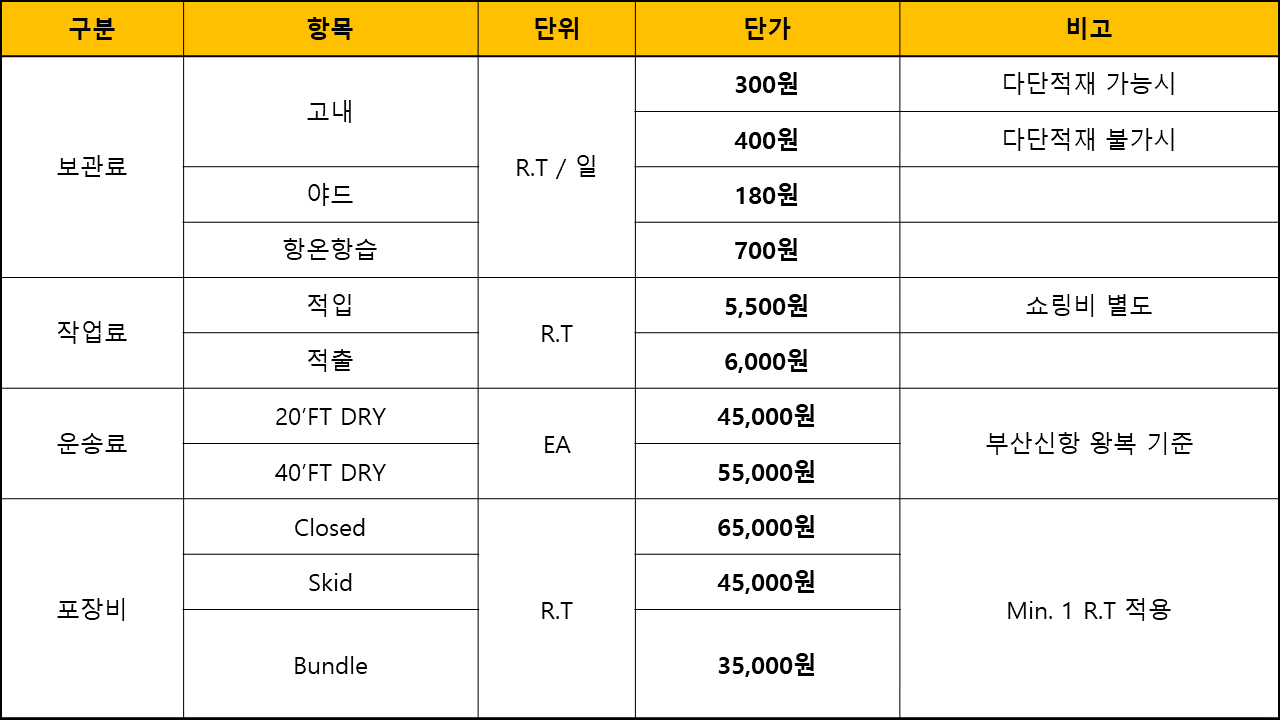 구분 항목 단위 단가 비고
보관료 고내 R.T / 일 300원 다단적재 가능시
400원 다단적재 불가시
야드 180원
항온항습 700원
작업료 적입 R.T 5,500원 쇼링비 별도
적출 6,000원
운송료 20’FT DRY EA 45,000원 부산신항 왕복 기준
40’FT DRY 55,000원
포장비 Closed R.T 65,000원 Min. 1 R.T 적용
Skid 45,000원
Bundle 35,000원